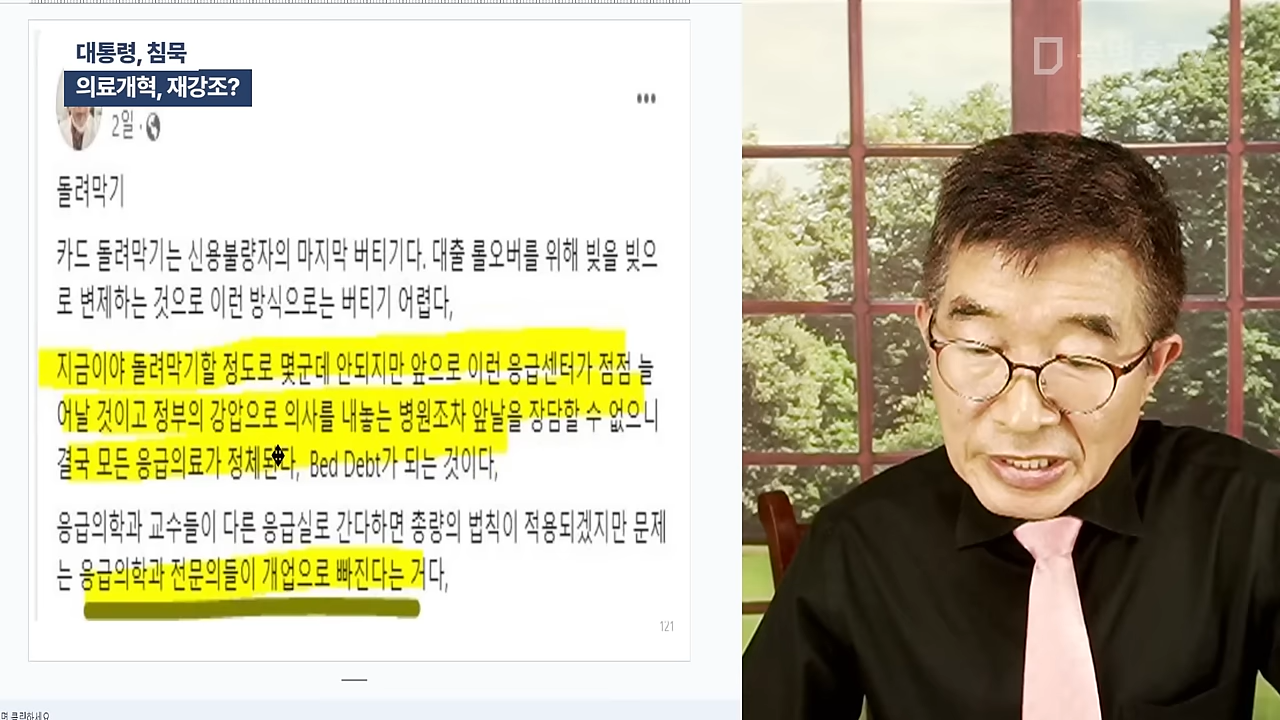 대통령, 침묵
의료개혁, 재강조?
2일 ·
돌려막기
카드 돌려막기는 신용불량자의 마지막 버티기다. 대출 롤오버를 위해 빚을 빚으
로 변제하는 것으로 이런 방식으로는 버티기 어렵다,
지금이야 돌려막기할 정도로 몇군데 안되지만 앞으로 이런 응급센터가 점점 늘
어날 것이고 정부의 강압으로 의사를 내놓는 병원조차 앞날을 장담할 수 없으니
결국 모든 응급의료가 정체된다, Bed Debt가 되는 것이다,
응급의학과 교수들이 다른 응급실로 간다하면 총량의 법칙이 적용되겠지만 문제
는 응급의학과 전문의들이 개업으로 빠진다는 거다,
121